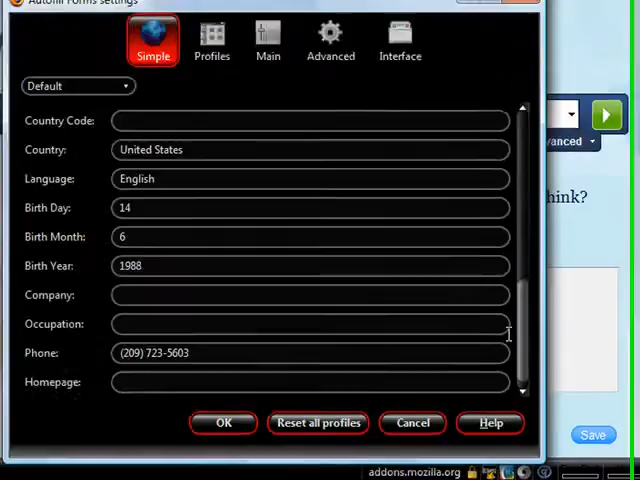 Autofill Forms settings
Simple
Profiles
Main
Advanced
Interface
Default
Country Code:
Country: United States
Language: English
Birth Day: 14
Birth Month: 6
Birth Year: 1988
Company:
Occupation:
Phone: (209) 723-5603
Homepage:
OK
Reset all profiles
Cancel
Help
vanced
hink?
Save
addons.mozilla.org